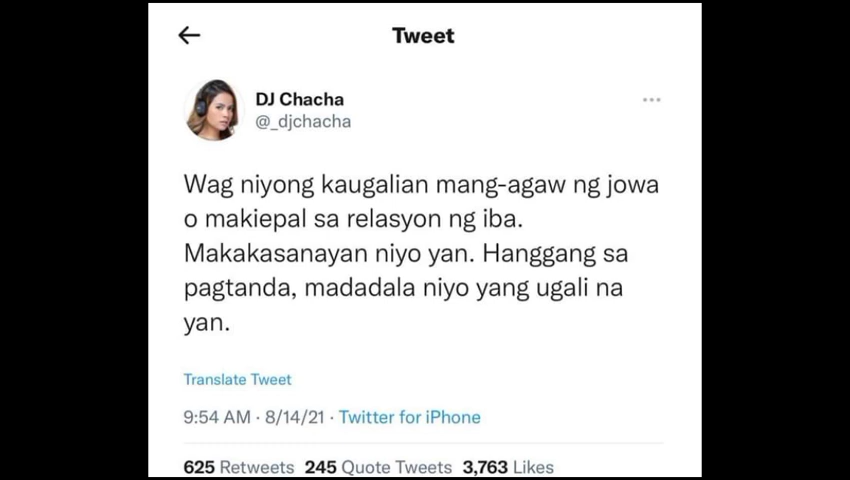 Tweet
DJ Chacha
@_djchacha
Wag niyong kaugalian mang-agaw ng jowa
o makiepal sa relasyon ng iba.
Makakasanayan niyo yan. Hanggang sa
pagtanda, madadala niyo yang ugali na
yan.
Translate Tweet
9:54 AM · 8/14/21 · Twitter for iPhone
625 Retweets 245 Quote Tweets 3,763 Likes